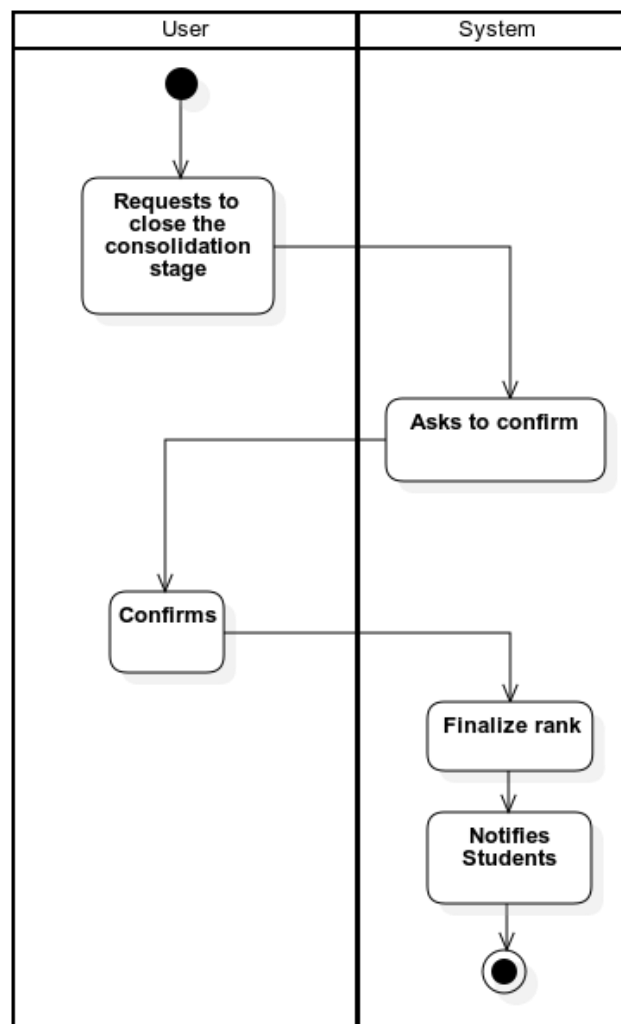 User
System
Requests to
close the
consolidation
stage
Asks to confirm
Confirms
Finalize rank
Notifies
Students